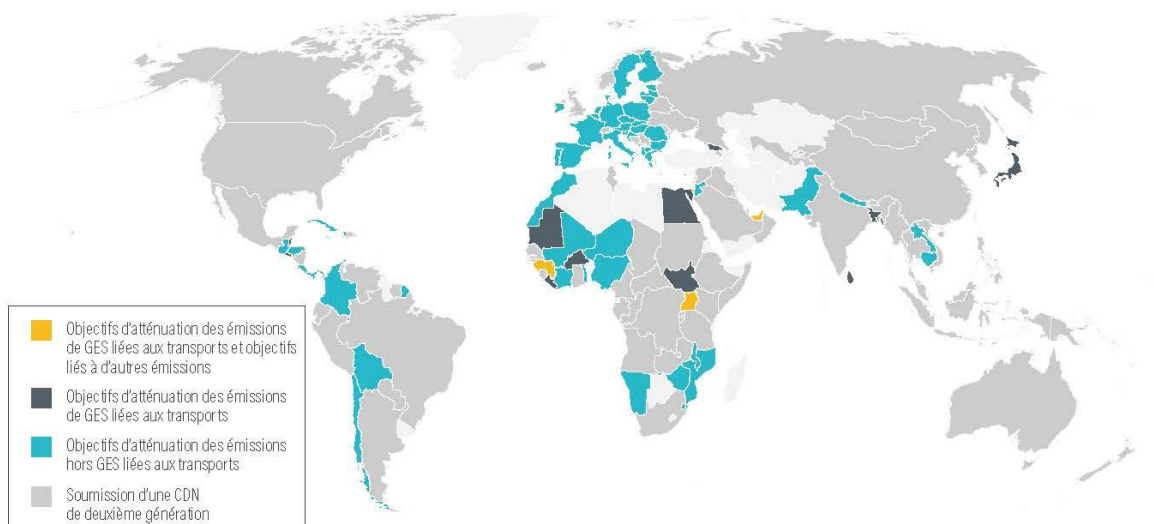 Objectifs d'atténuation des émissions
de GES liées aux transports et objectifs
liés à d'autres émissions
Objectifs d'atténuation des émissions
de GES liées aux transports
Objectifs d'atténuation des émissions
hors GES liées aux transports
Soumission d'une CDN
de deuxième génération